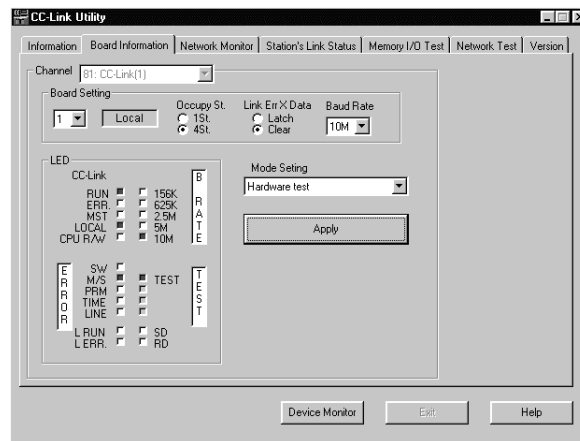 CC-Link Utility
Information Board Information Network Monitor Station's Link Status Memory I/O Test Network Test Version
Channel 81: CC-Link(1)
Board Setting
Occupy St. Link Err X Data Baud Rate
1 Local 1St. Latch 10M
4St. Clear
LED
CC-Link
B RATE
RUN 156K
ERR. 625K
MST 2.5M
LOCAL 5M
CPU R/W 10M
Mode Seting
Hardware test
Apply
ERROR
SW
M/S TEST
PRM
TIME
LINE
TEST
L RUN SD
L ERR. RD
Device Monitor Exit Help